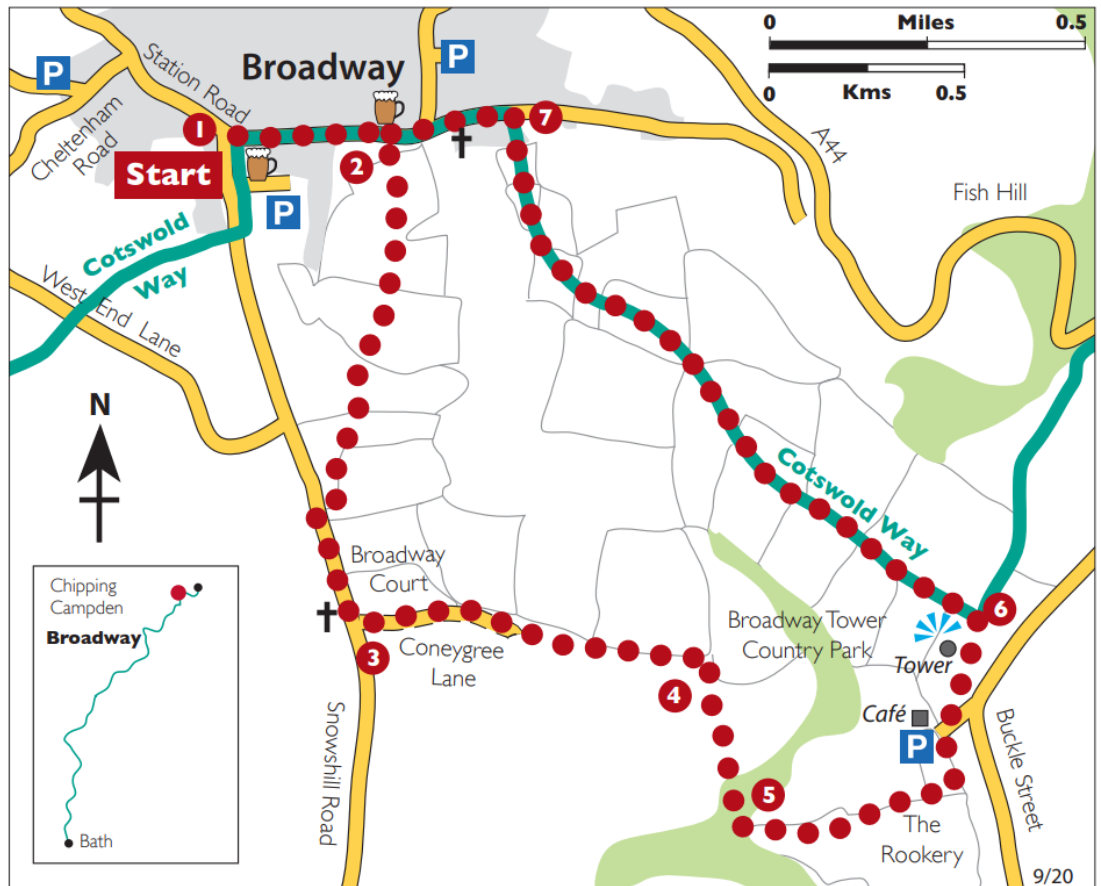 0 Miles 0.5
0 Kms 0.5
P
P
Station Road
Broadway
Cheltenham
Road
1
Start
2
P
7
A44
Fish Hill
Cotswold
Way
West End Lane
N
Cotswold Way
Broadway
Court
Coneygree
Lane
3
4
5
6
Broadway Tower
Country Park
Tower
Café
P
Buckle Street
Snowshill Road
The
Rookery
Chipping
Campden
Broadway
Bath
9/20